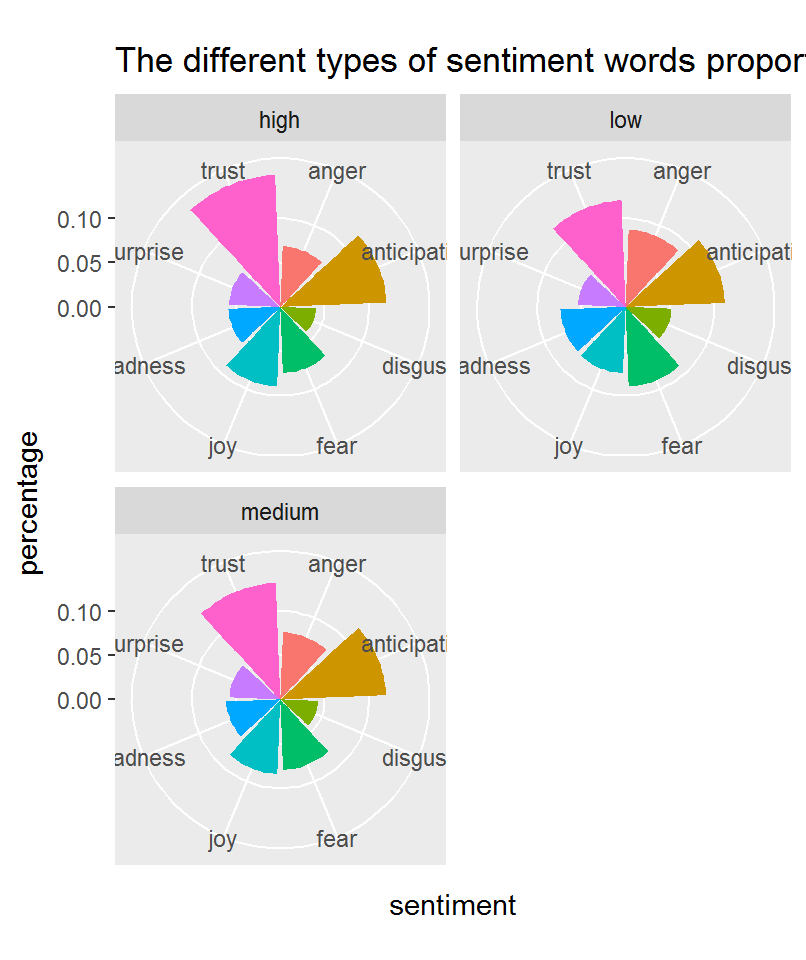 The different types of sentiment words propor
high
low
trust anger
urprise anticipati
adness disgus
joy fear
trust anger
urprise anticipati
adness disgus
joy fear
0.10
0.05
0.00
medium
trust anger
urprise anticipati
adness disgus
joy fear
0.10
0.05
0.00
percentage
sentiment